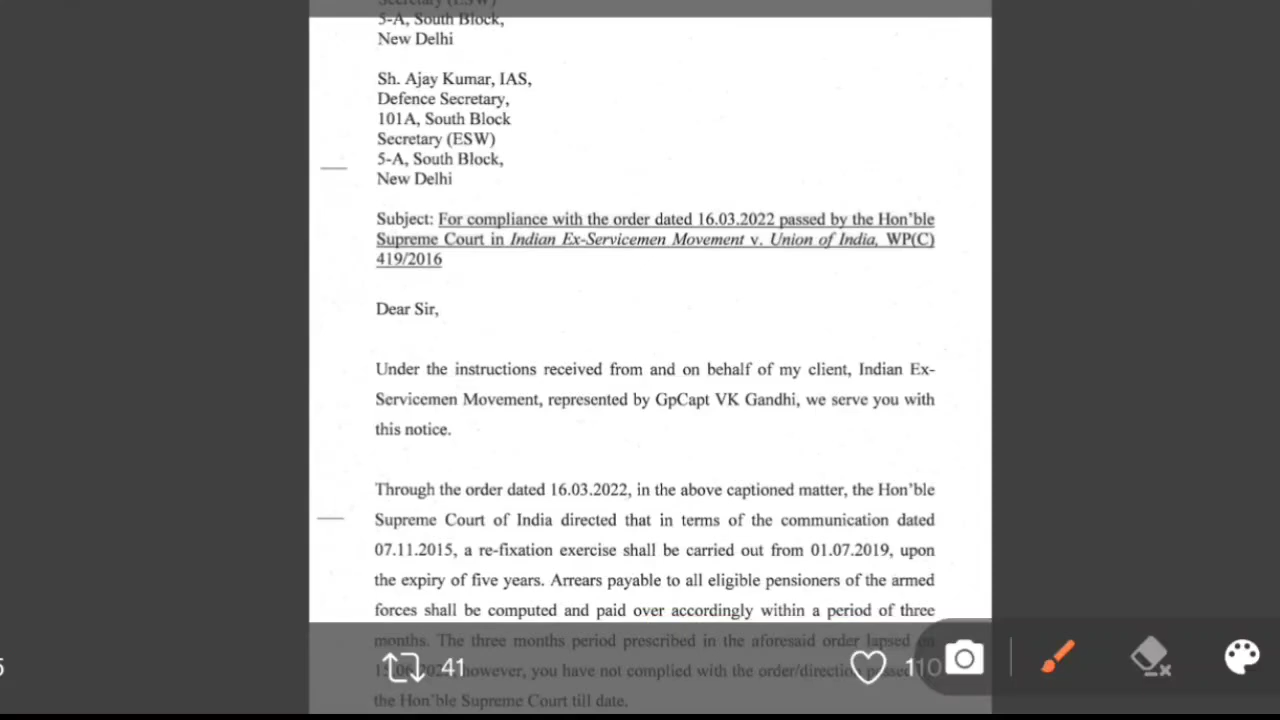 Secretary (ESW)
5-A, South Block,
New Delhi
Sh. Ajay Kumar, IAS,
Defence Secretary,
101A, South Block
Secretary (ESW)
5-A, South Block,
New Delhi
Subject: For compliance with the order dated 16.03.2022 passed by the Hon'ble
Supreme Court in Indian Ex-Servicemen Movement v. Union of India, WP(C)
419/2016
Dear Sir,
Under the instructions received from and on behalf of my client, Indian Ex-
Servicemen Movement, represented by GpCapt VK Gandhi, we serve you with
this notice.
Through the order dated 16.03.2022, in the above captioned matter, the Hon'ble
Supreme Court of India directed that in terms of the communication dated
07.11.2015, a re-fixation exercise shall be carried out from 01.07.2019, upon
the expiry of five years. Arrears payable to all eligible pensioners of the armed
forces shall be computed and paid over accordingly within a period of three
months. The three months period prescribed in the aforesaid order lapsed on
however, you have not complied with the order/direction passed
the Hon'ble Supreme Court till date.
5
41
110